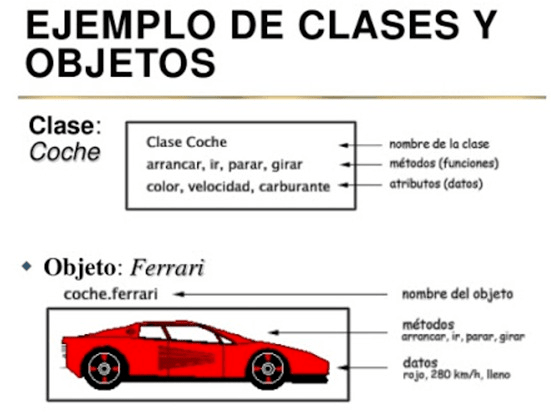 EJEMPLO DE CLASES Y
OBJETOS
Clase:
Coche
Clase Coche
arrancar, ir, parar, girar
color, velocidad, carburante
nombre de la clase
métodos (funciones)
atributos (datos)
Objeto: Ferrari
coche.ferrari
nombre del objeto
métodos
arrancar, ir, parar, girar
datos
rojo, 280 km/h, lleno